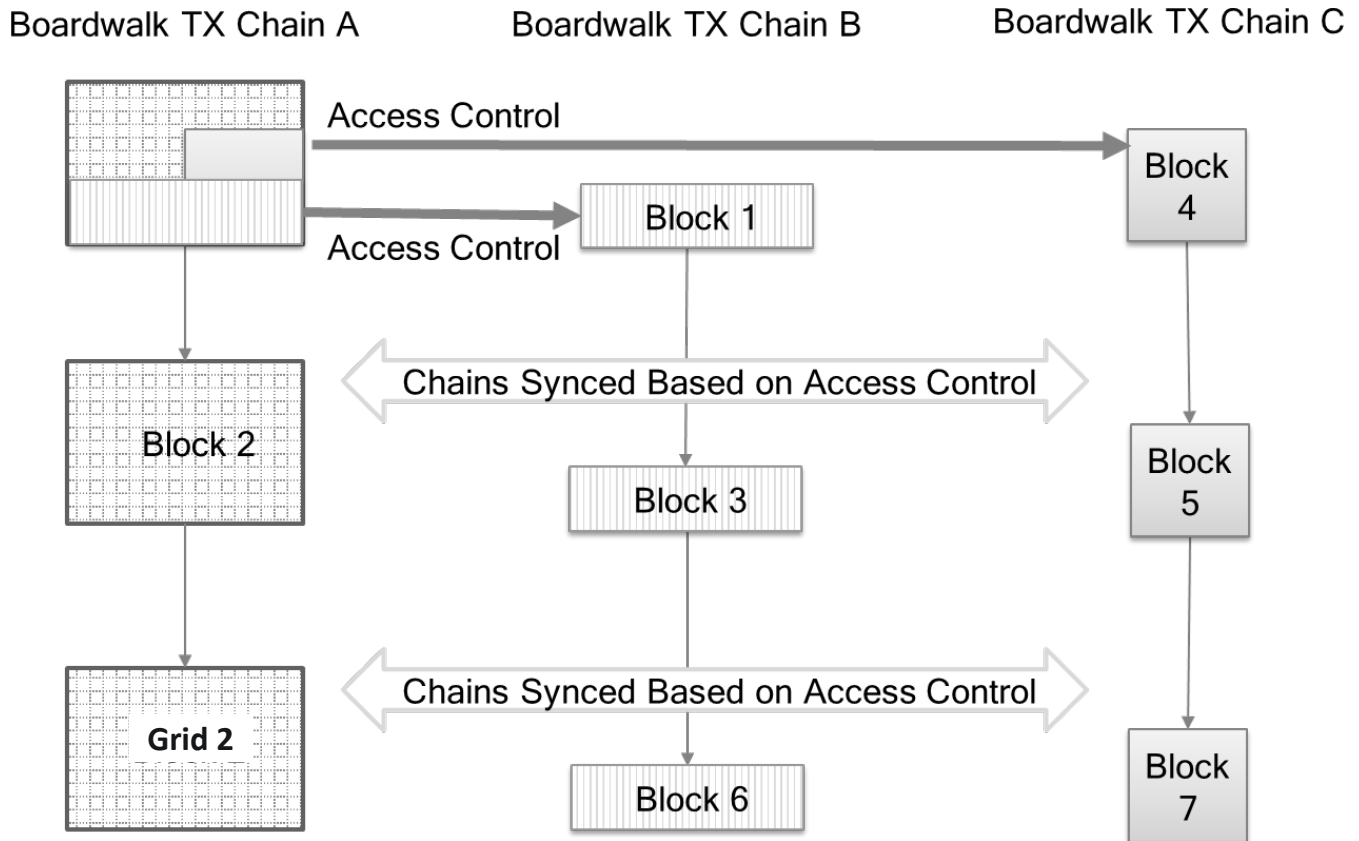 Boardwalk TX Chain A
Boardwalk TX Chain B
Boardwalk TX Chain C
Access Control
Block
4
Block 1
Access Control
Chains Synced Based on Access Control
Block 2
Block
5
Block 3
Chains Synced Based on Access Control
Grid 2
Block
7
Block 6